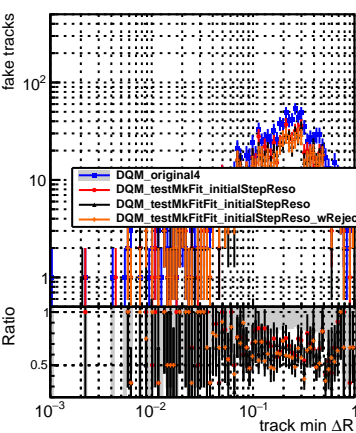 fake tracks
10²
DQM_original4
DQM_testMkFit_initialStepReso
10
DQM_testMkFitFit_initialStepReso
DQM_testMkFitFit_initialStepReso_wRejec
1
Ratio
1
0.5
10⁻³ 10⁻² 10⁻¹ 1
track min ΔR